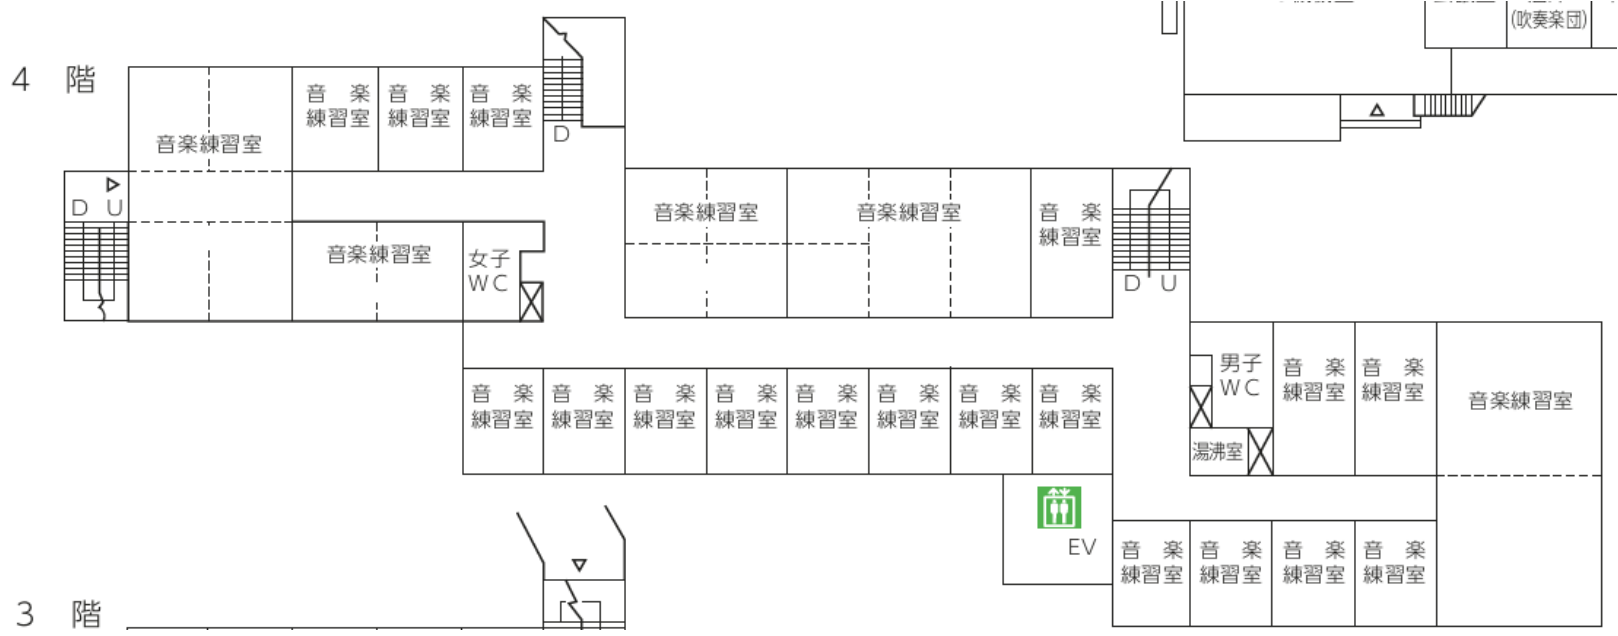 (吹奏楽団)
4 階
音楽練習室
音 楽
練習室
音 楽
練習室
音 楽
練習室
D
D U
音楽練習室
女子
WC
音楽練習室
音楽練習室
音 楽
練習室
D U
男子
WC
湯沸室
音 楽
練習室
音 楽
練習室
音楽練習室
音 楽
練習室
音 楽
練習室
音 楽
練習室
音 楽
練習室
音 楽
練習室
音 楽
練習室
音 楽
練習室
音 楽
練習室
EV
音 楽
練習室
音 楽
練習室
音 楽
練習室
音 楽
練習室
3 階